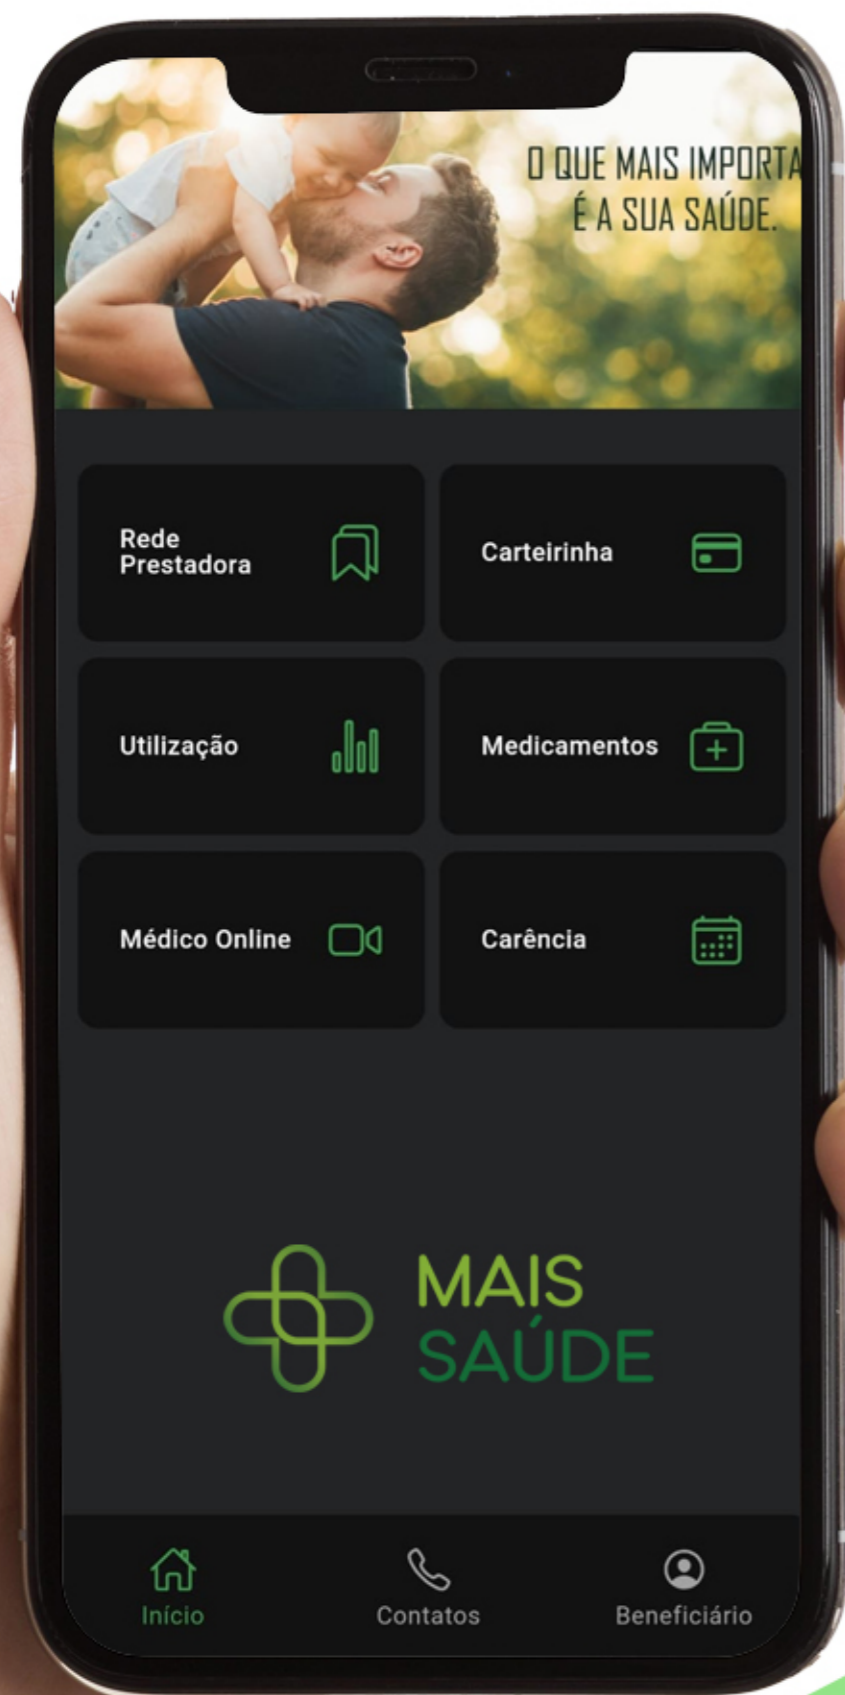 O QUE MAIS IMPORTA
É A SUA SAÚDE.
Rede
Prestadora
Carteirinha
Utilização
Medicamentos
Médico Online
Carência
MAIS
SAÚDE
Início
Contatos
Beneficiário